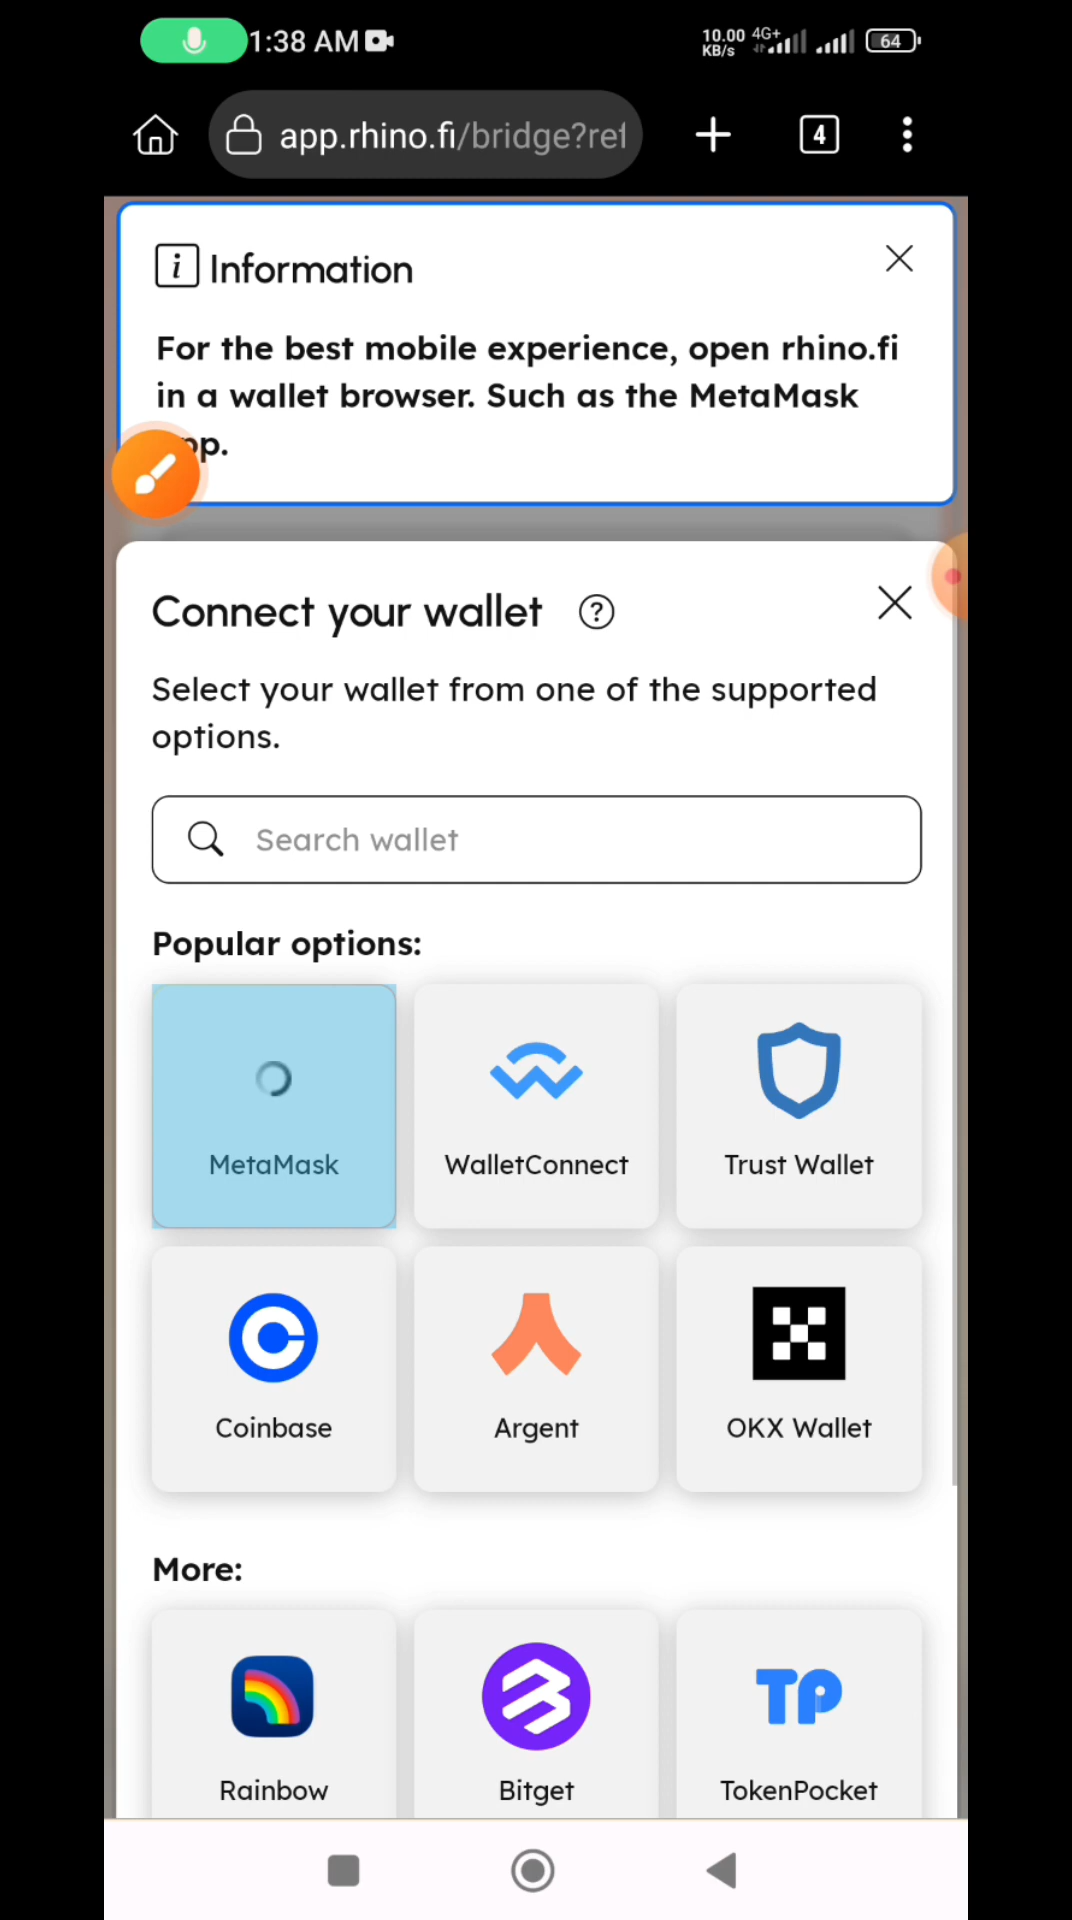 1:38 AM
10.00 4G+
KB/s
64
app.rhino.fi/bridge?ref
4
Information
For the best mobile experience, open rhino.fi
in a wallet browser. Such as the MetaMask
pp.
Connect your wallet ?
Select your wallet from one of the supported
options.
Search wallet
Popular options:
MetaMask WalletConnect Trust Wallet
Coinbase Argent OKX Wallet
More:
TP
Rainbow Bitget TokenPocket